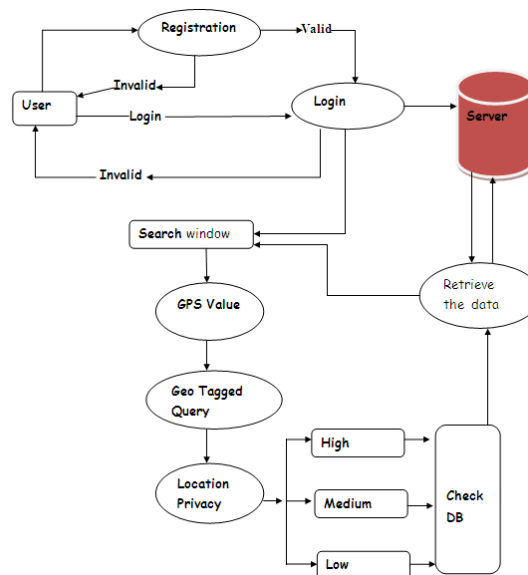 Registration
Valid
Invalid
User
Login
Login
Server
Invalid
Search window
Retrieve
the data
GPS Value
Geo Tagged
Query
High
Location
Privacy
Medium
Check
DB
Low